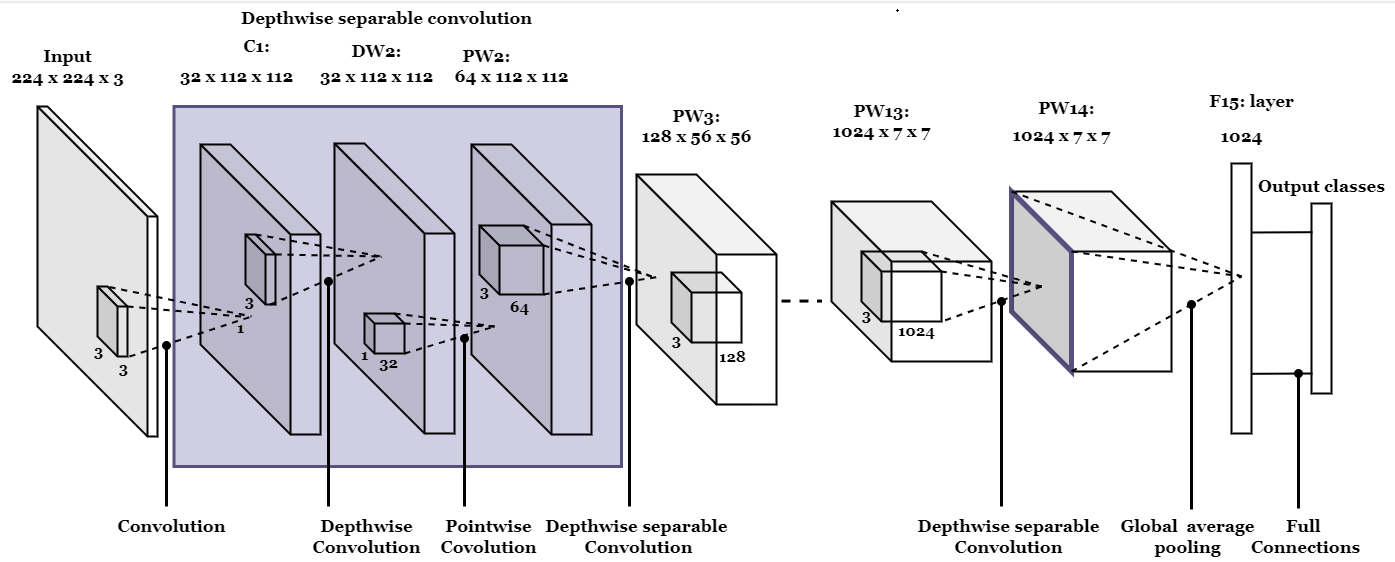 Depthwise separable convolution
Input
224 x 224 x 3
C1:
32 x 112 x 112
DW2:
32 x 112 x 112
PW2:
64 x 112 x 112
PW3:
128 x 56 x 56
PW13:
1024 x 7 x 7
PW14:
1024 x 7 x 7
F15: layer
1024
Output classes
3
3
3
1
1
32
3
64
3
128
3
1024
Convolution
Depthwise
Convolution
Pointwise
Covolution
Depthwise separable
Convolution
Depthwise separable
Convolution
Global average
pooling
Full
Connections